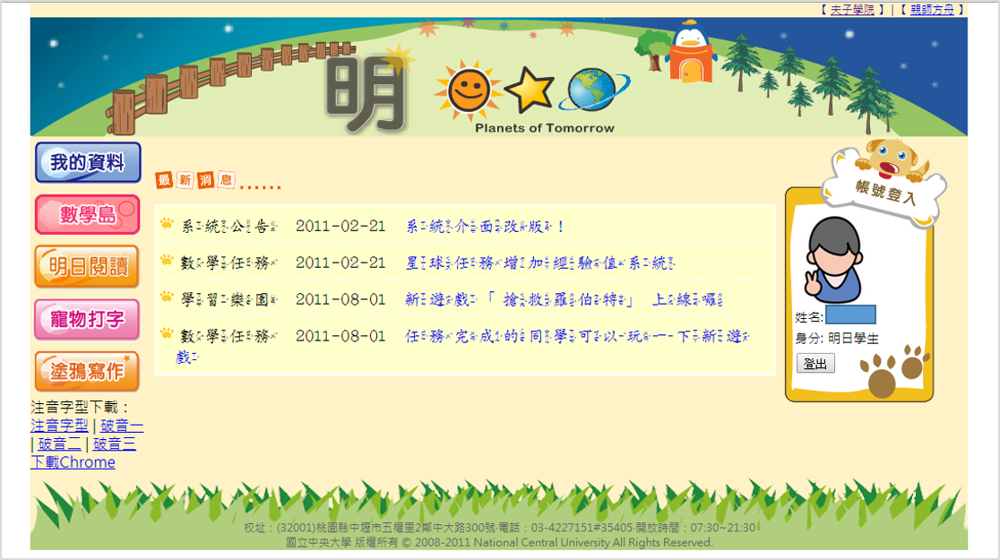 【 夫子學院 】 | 【 親師方舟 】
明
Planets of Tomorrow
我的資料
數學島
明日閱讀
寵物打字
塗鴉寫作
注音字型下載：
注音字型 | 破音一
| 破音二 | 破音三
下載Chrome
最新消息......
系統公告 2011-02-21 系統介面改版！
數學任務 2011-02-21 星球任務增加經驗值系統
學習樂園 2011-08-01 新遊戲「搶救羅伯特」 上線囉
數學任務 2011-08-01 任務完成的同學可以玩一下新遊
戲
帳號登入
姓名:
身分: 明日學生
登出
校址：(32001)桃園縣中壢市五權里2鄰中大路300號‧電話：03-4227151#35405‧開放時間：07:30~21:30
國立中央大學 版權所有 © 2008-2011 National Central University All Rights Reserved.